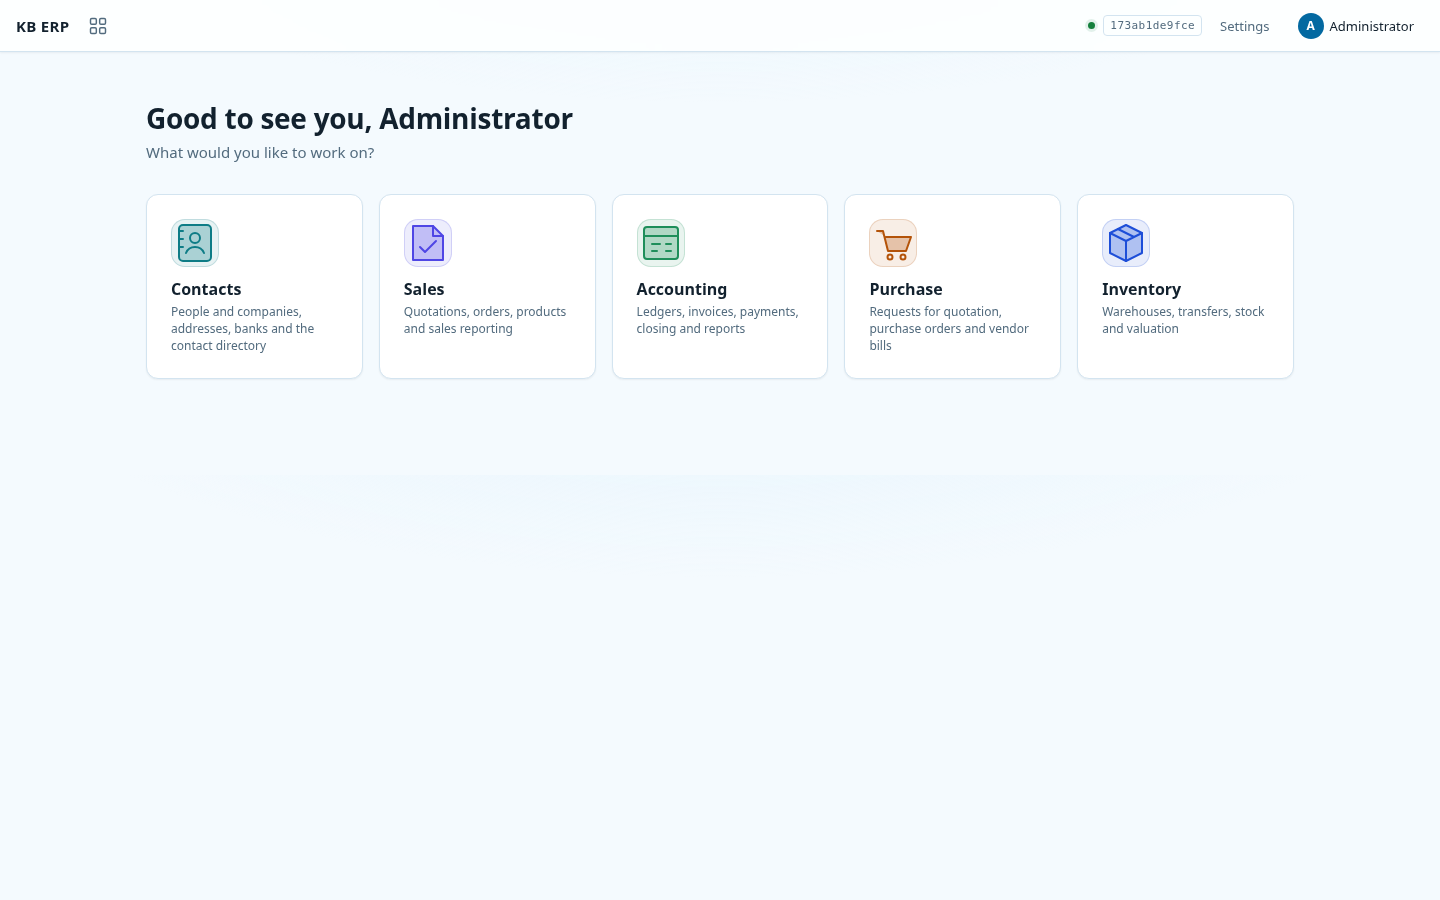 KB ERP
173ab1de9fce
Settings
A
Administrator
Good to see you, Administrator
What would you like to work on?
Contacts
People and companies,
addresses, banks and the
contact directory
Sales
Quotations, orders, products
and sales reporting
Accounting
Ledgers, invoices, payments,
closing and reports
Purchase
Requests for quotation,
purchase orders and vendor
bills
Inventory
Warehouses, transfers, stock
and valuation